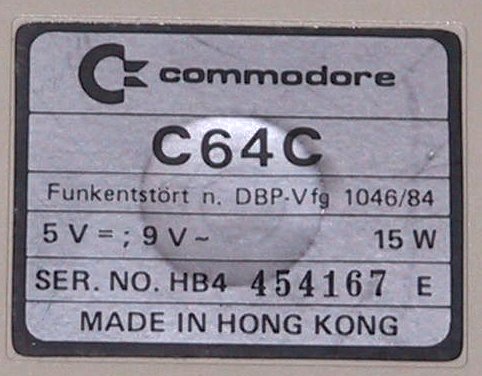 commodore
C64C
Funkentstört n. DBP-Vfg 1046/84
5 V = ; 9 V ~ 15 W
SER. NO. HB4 454167 E
MADE IN HONG KONG